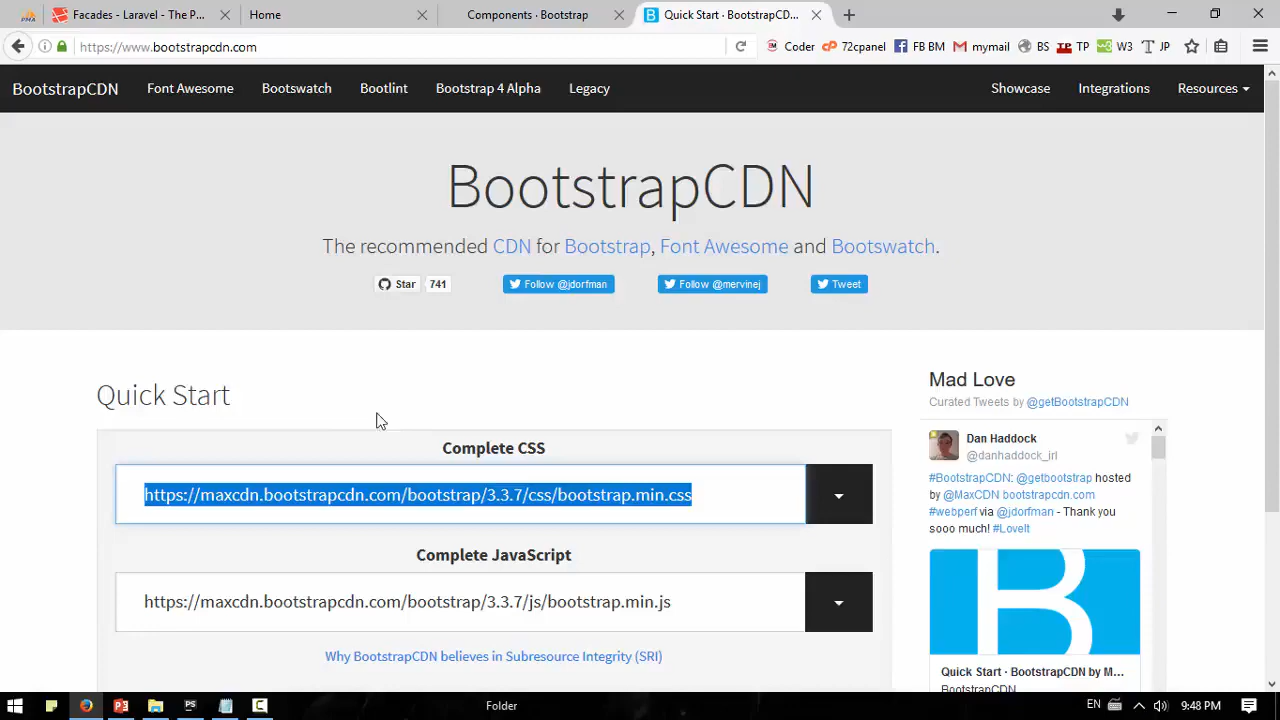 Facades - Laravel - The P...
Home
Components · Bootstrap
Quick Start · BootstrapCD...
https://www.bootstrapcdn.com
Coder
72cpanel
FB BM
mymail
BS
TP
W3
JP
BootstrapCDN
Font Awesome
Bootswatch
Bootlint
Bootstrap 4 Alpha
Legacy
Showcase
Integrations
Resources
BootstrapCDN
The recommended CDN for Bootstrap, Font Awesome and Bootswatch.
Star
741
Follow @jdorfman
Follow @mervinej
Tweet
Quick Start
Complete CSS
https://maxcdn.bootstrapcdn.com/bootstrap/3.3.7/css/bootstrap.min.css
Complete JavaScript
https://maxcdn.bootstrapcdn.com/bootstrap/3.3.7/js/bootstrap.min.js
Why BootstrapCDN believes in Subresource Integrity (SRI)
Mad Love
Curated Tweets by @getBootstrapCDN
Dan Haddock
@danhaddock_irl
#BootstrapCDN: @getbootstrap hosted
by @MaxCDN bootstrapcdn.com
#webperf via @jdorfman - Thank you
sooo much! #LoveIt
B
Quick Start · BootstrapCDN by M...
BootstrapCDN
Folder
EN
9:48 PM